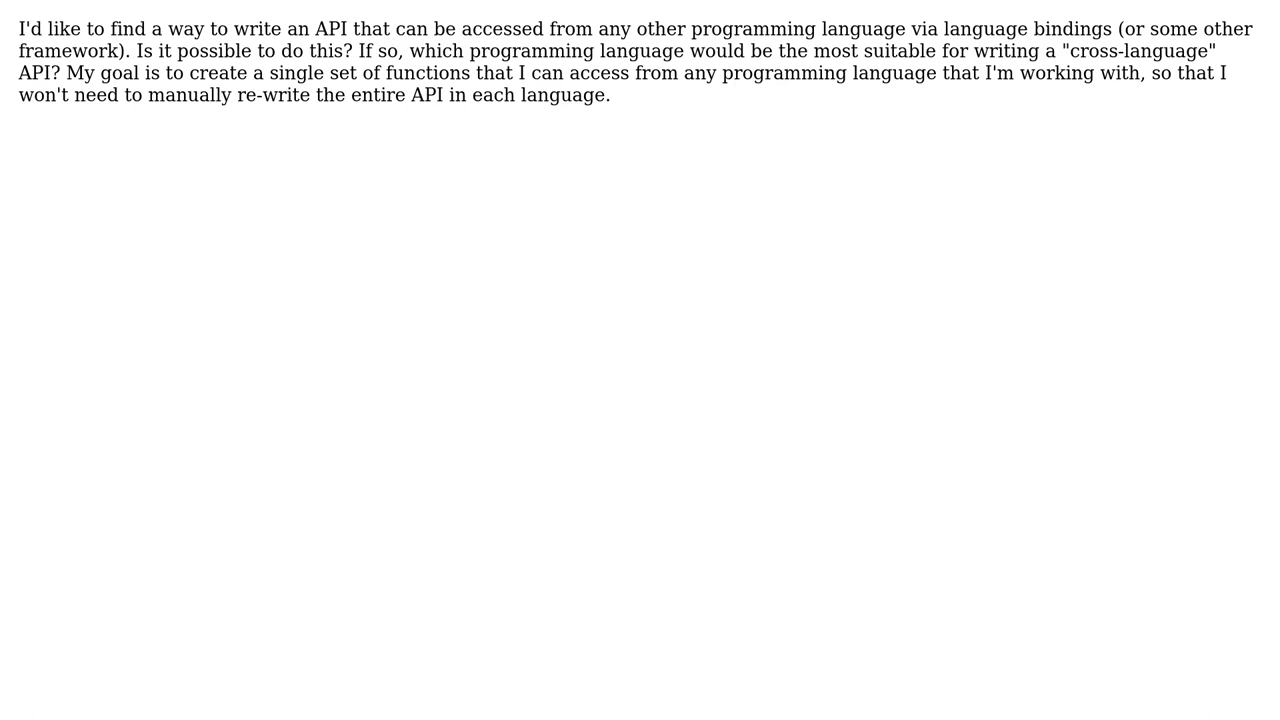 I'd like to find a way to write an API that can be accessed from any other programming language via language bindings (or some other
framework). Is it possible to do this? If so, which programming language would be the most suitable for writing a "cross-language"
API? My goal is to create a single set of functions that I can access from any programming language that I'm working with, so that I
won't need to manually re-write the entire API in each language.